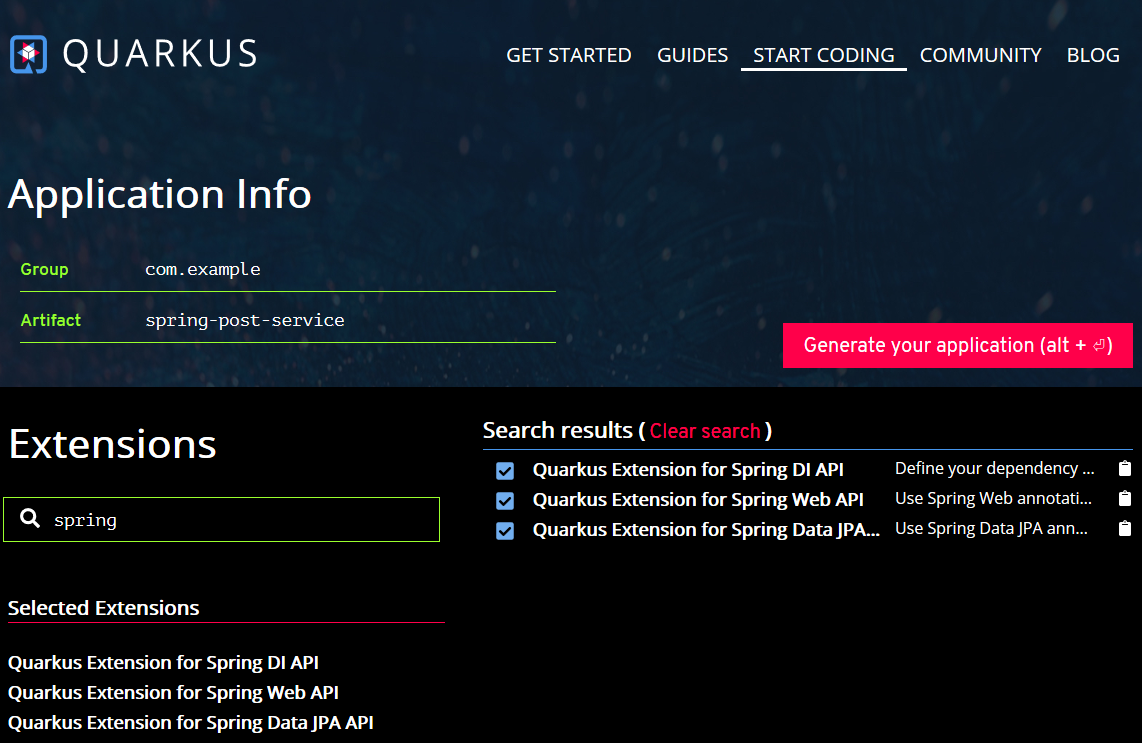 QUARKUS
GET STARTED GUIDES START CODING COMMUNITY BLOG
Application Info
Group com.example
Artifact spring-post-service
Generate your application (alt + ⏎)
Extensions
spring
Selected Extensions
Quarkus Extension for Spring DI API
Quarkus Extension for Spring Web API
Quarkus Extension for Spring Data JPA API
Search results ( Clear search )
Quarkus Extension for Spring DI API Define your dependency ...
Quarkus Extension for Spring Web API Use Spring Web annotati...
Quarkus Extension for Spring Data JPA... Use Spring Data JPA ann...